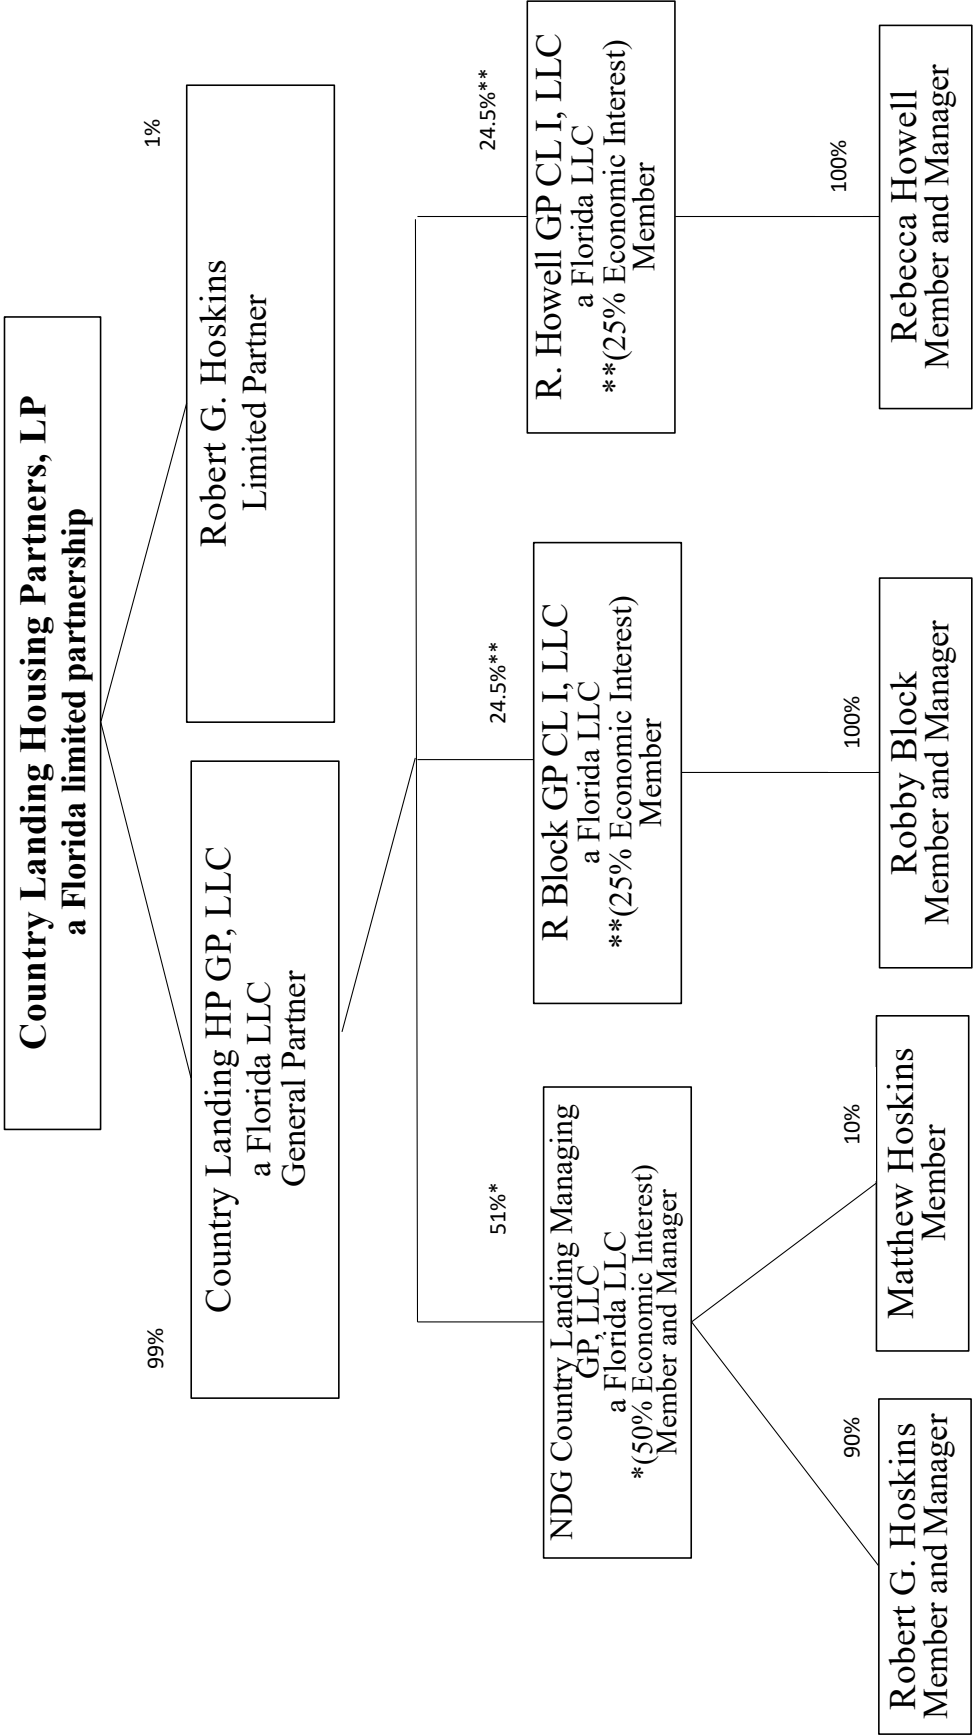 Country Landing Housing Partners, LP
a Florida limited partnership
99%
Country Landing HP GP, LLC
a Florida LLC
General Partner
1%
Robert G. Hoskins
Limited Partner
51%*
NDG Country Landing Managing
GP, LLC
a Florida LLC
*(50% Economic Interest)
Member and Manager
24.5%**
R Block GP CL I, LLC
a Florida LLC
**(25% Economic Interest)
Member
24.5%**
R. Howell GP CL I, LLC
a Florida LLC
**(25% Economic Interest)
Member
90%
Robert G. Hoskins
Member and Manager
10%
Matthew Hoskins
Member
100%
Robby Block
Member and Manager
100%
Rebecca Howell
Member and Manager